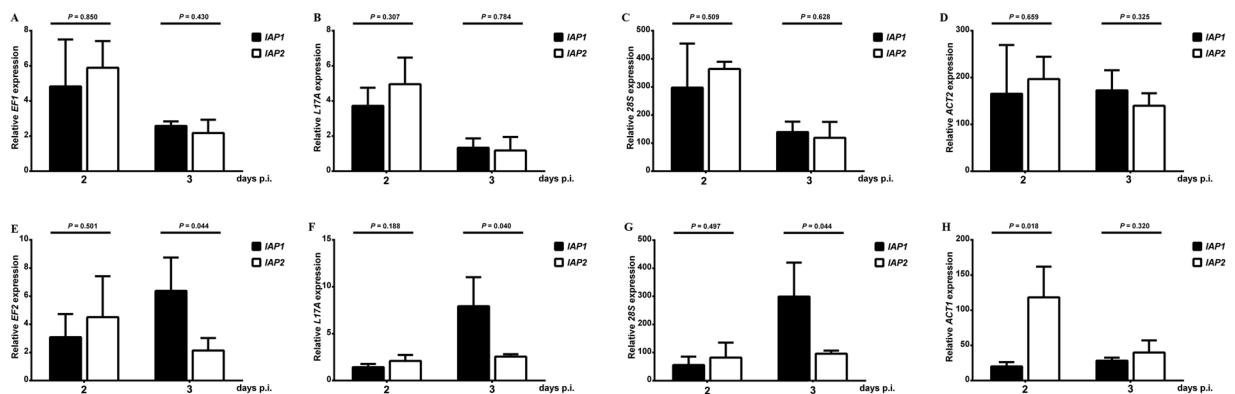 A
P = 0.850
P = 0.430
Relative EF1 expression
8
6
4
2
0
2
3
days p.i.
IAP1
IAP2
B
P = 0.307
P = 0.784
Relative L17A expression
8
6
4
2
0
2
3
days p.i.
IAP1
IAP2
C
P = 0.509
P = 0.628
Relative 28S expression
500
400
300
200
100
0
2
3
days p.i.
IAP1
IAP2
D
P = 0.659
P = 0.325
Relative ACT2 expression
300
200
100
0
2
3
days p.i.
IAP1
IAP2
E
P = 0.501
P = 0.044
Relative EF2 expression
10
8
6
4
2
0
2
3
days p.i.
IAP1
IAP2
F
P = 0.188
P = 0.040
Relative L17A expression
15
10
5
0
2
3
days p.i.
IAP1
IAP2
G
P = 0.497
P = 0.044
Relative 28S expression
500
400
300
200
100
0
2
3
days p.i.
IAP1
IAP2
H
P = 0.018
P = 0.320
Relative ACT1 expression
200
150
100
50
0
2
3
days p.i.
IAP1
IAP2